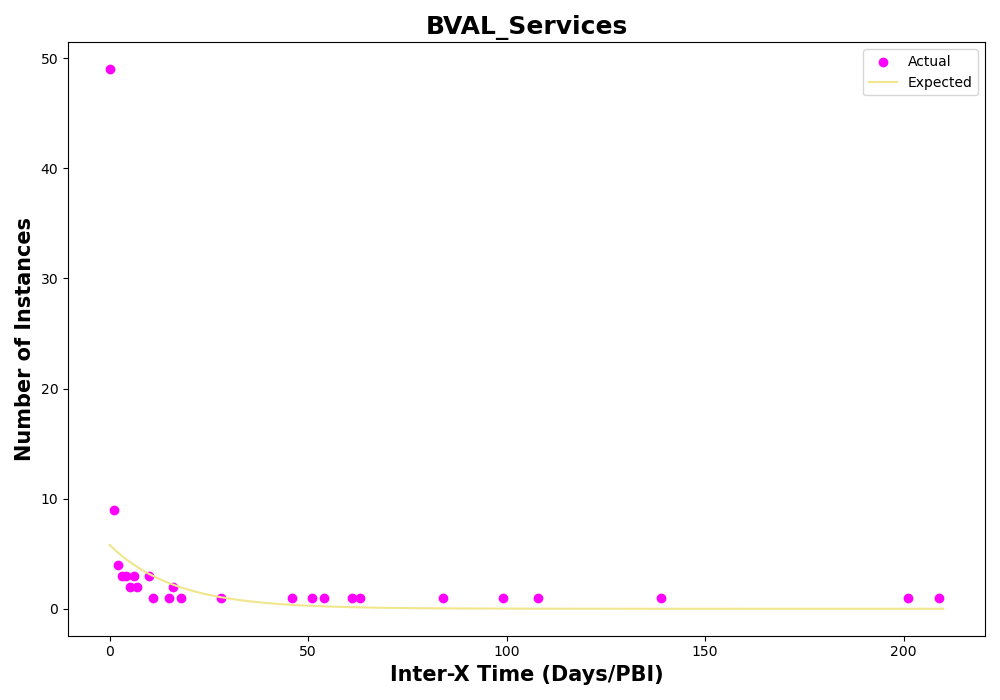 BVAL_Services
Actual
Expected
Number of Instances
50
40
30
20
10
0
0 50 100 150 200
Inter-X Time (Days/PBI)